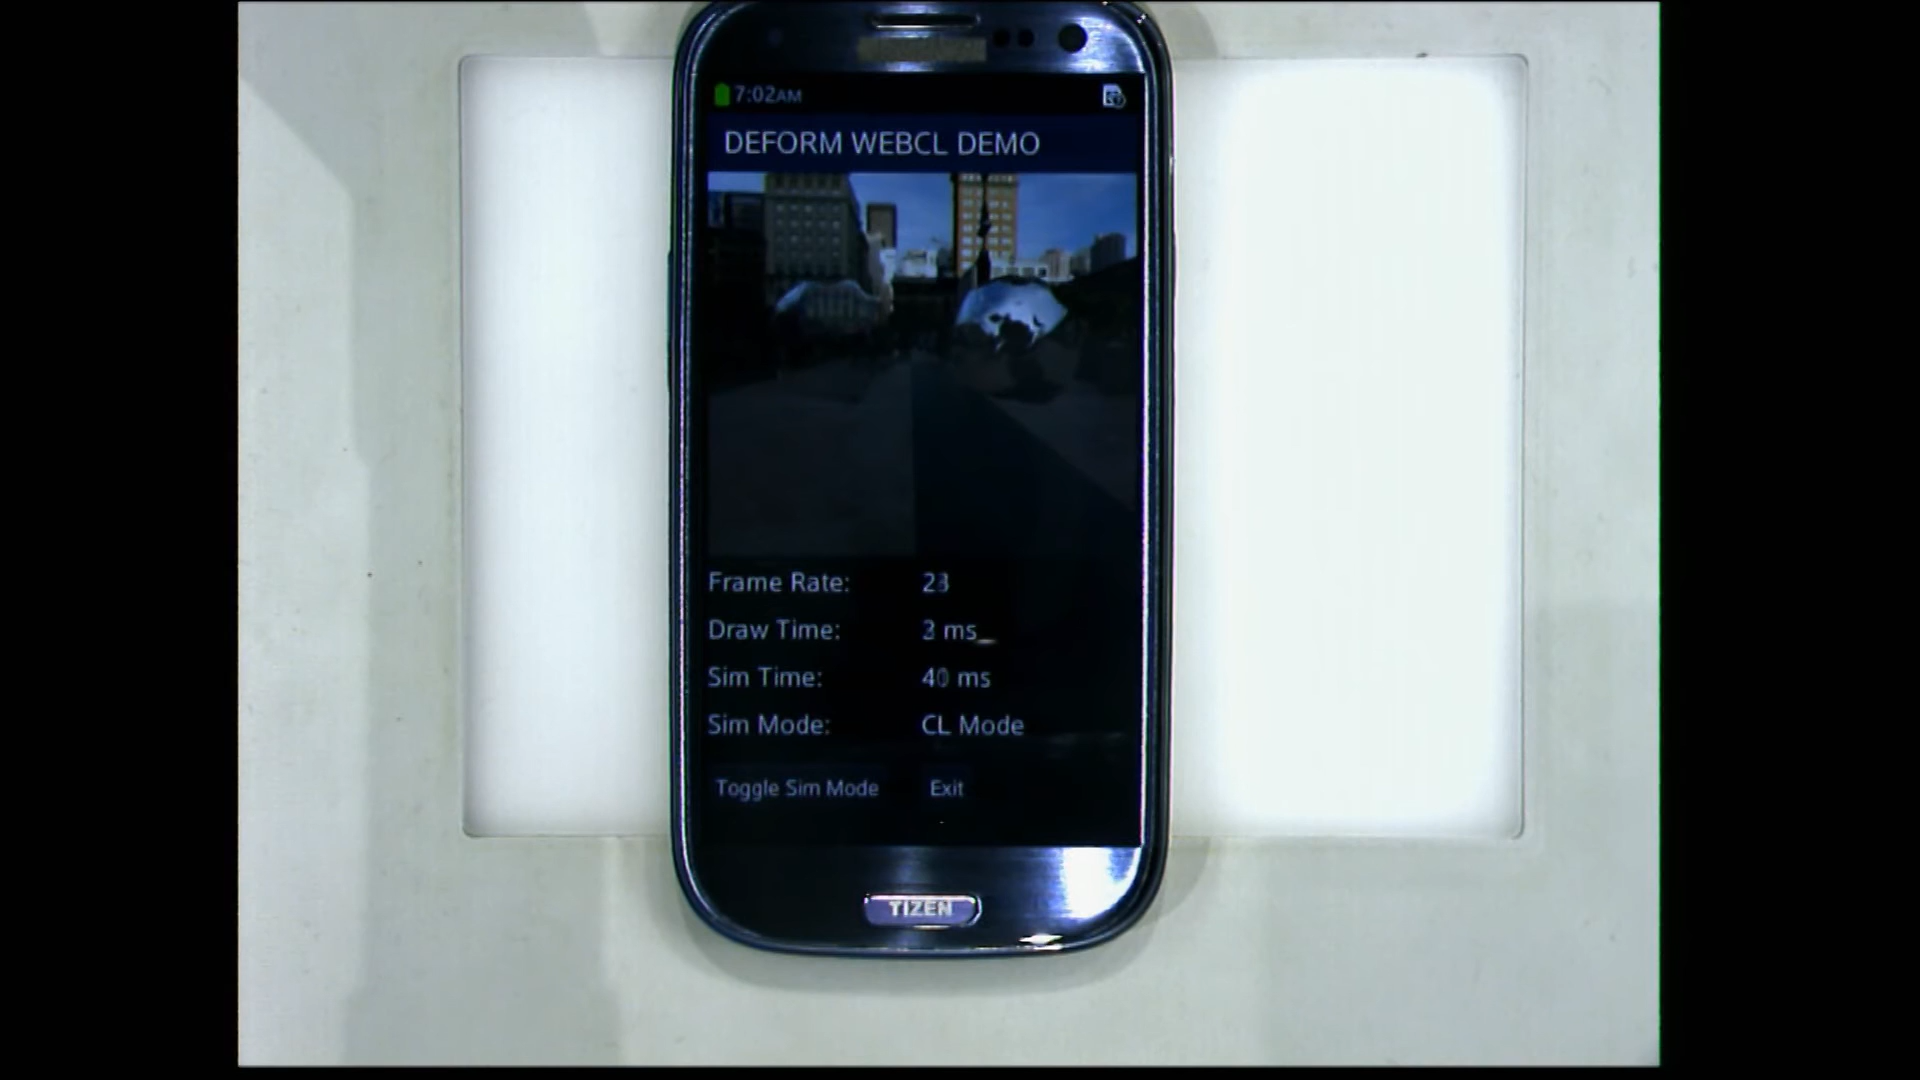 7:02AM
DEFORM WEBCL DEMO
Frame Rate: 23
Draw Time: 3 ms
Sim Time: 40 ms
Sim Mode: CL Mode
Toggle Sim Mode Exit
TIZEN